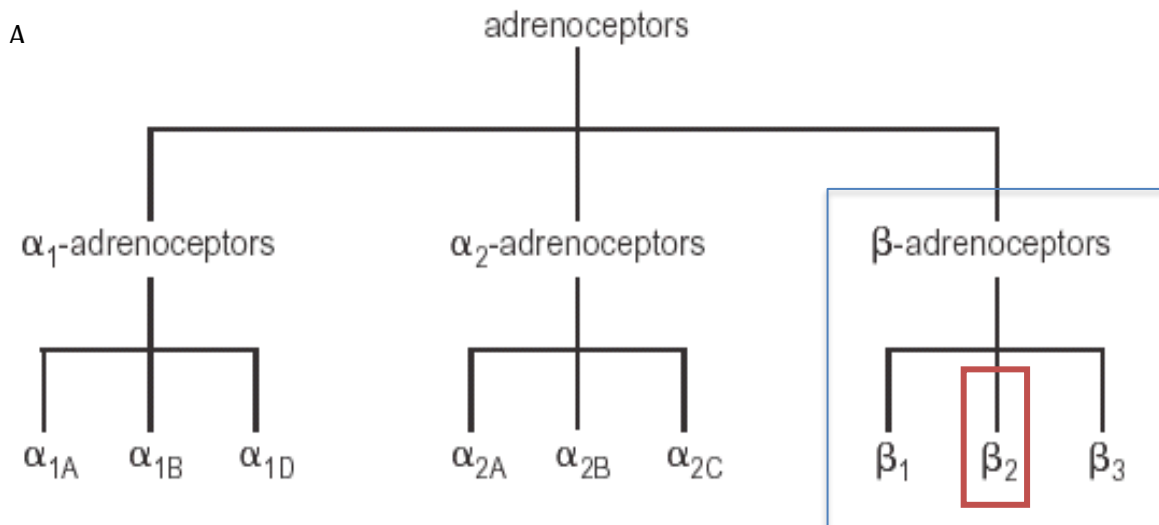 A
adrenoceptors
α₁-adrenoceptors α₂-adrenoceptors β-adrenoceptors
α₁A α₁B α₁D α₂A α₂B α₂C β₁ β₂ β₃